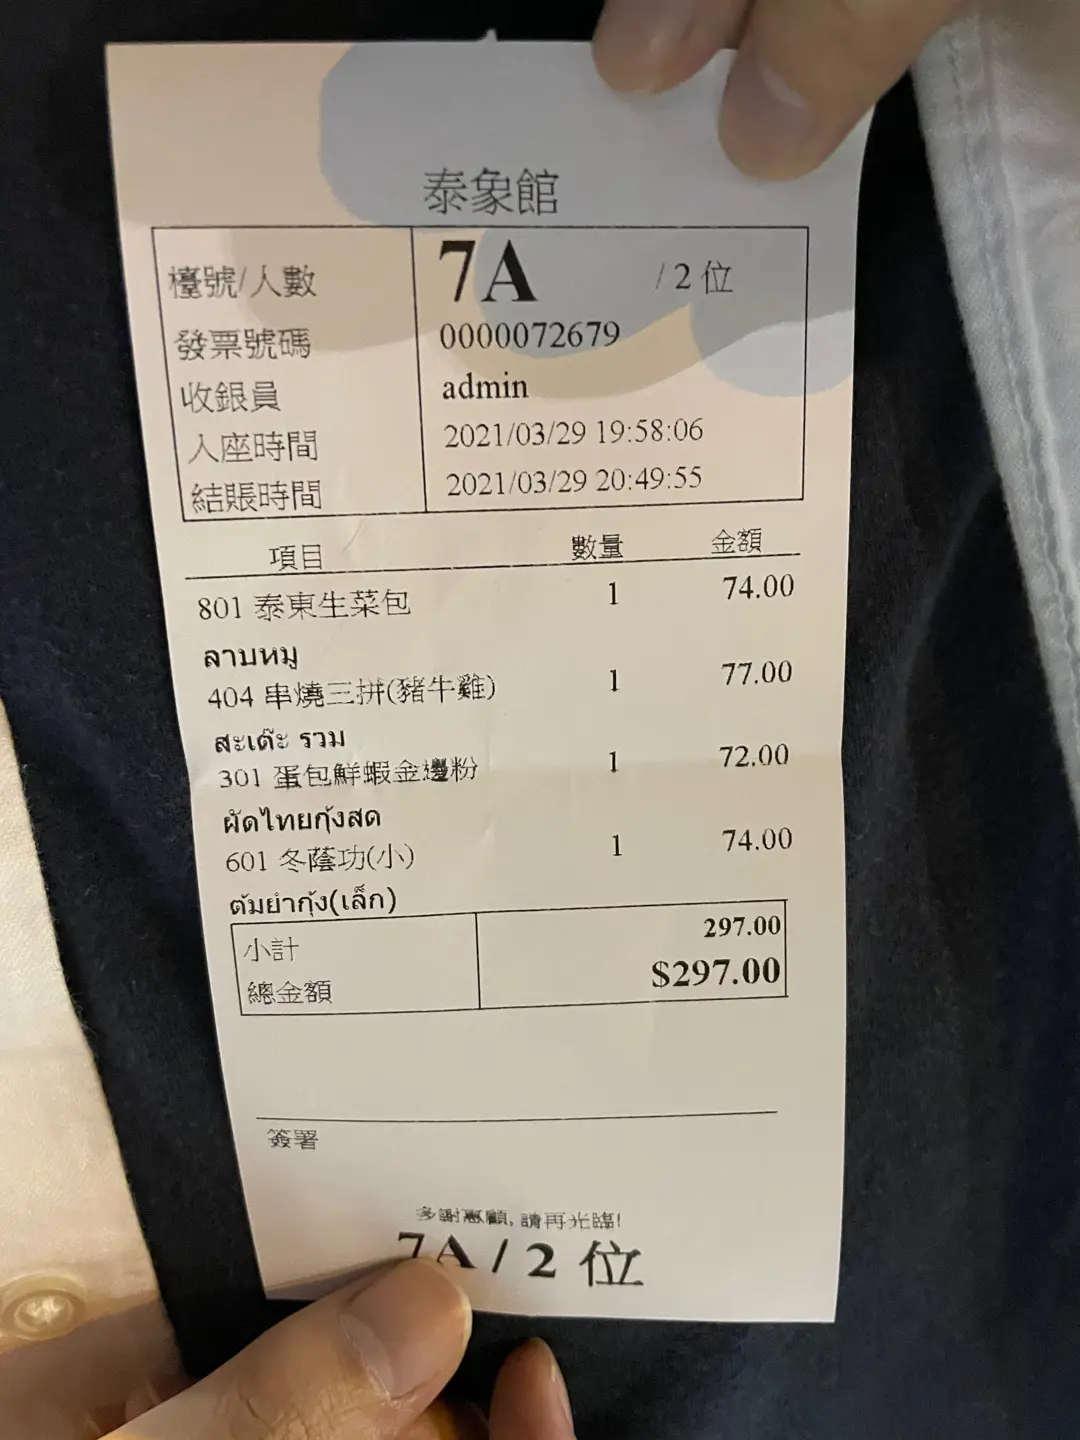 泰象館
檯號/人數 7A / 2 位
發票號碼 0000072679
收銀員 admin
入座時間 2021/03/29 19:58:06
結賬時間 2021/03/29 20:49:55
項目 數量 金額
801 泰東生菜包 1 74.00
ลาบหมู
404 串燒三拼(豬牛雞) 1 77.00
สะเต๊ะ รวม
301 蛋包鮮蝦金邊粉 1 72.00
ผัดไทยกุ้งสด
601 冬蔭功(小) 1 74.00
ต้มยำกุ้ง(เล็ก)
小計 297.00
總金額 $297.00
簽署
多謝惠顧, 請再光臨!
7A / 2 位